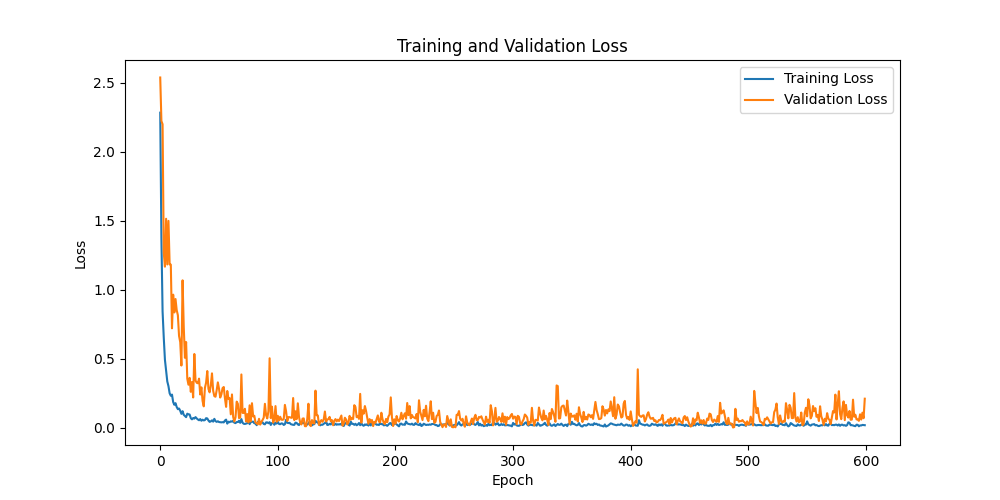 Training and Validation Loss
Training Loss
Validation Loss
Loss
2.5
2.0
1.5
1.0
0.5
0.0
0 100 200 300 400 500 600
Epoch